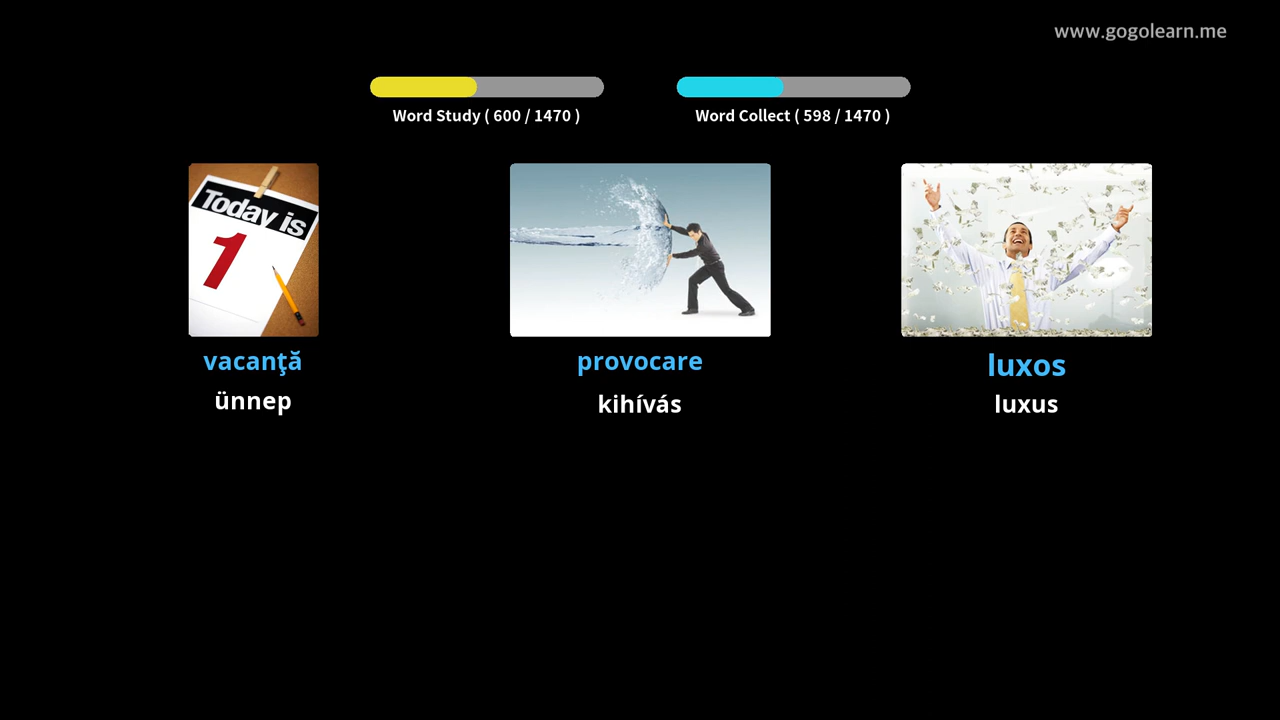 www.gogolearn.me
Word Study ( 600 / 1470 )
Word Collect ( 598 / 1470 )
Today is
1
vacanţă
provocare
luxos
ünnep
kihívás
luxus